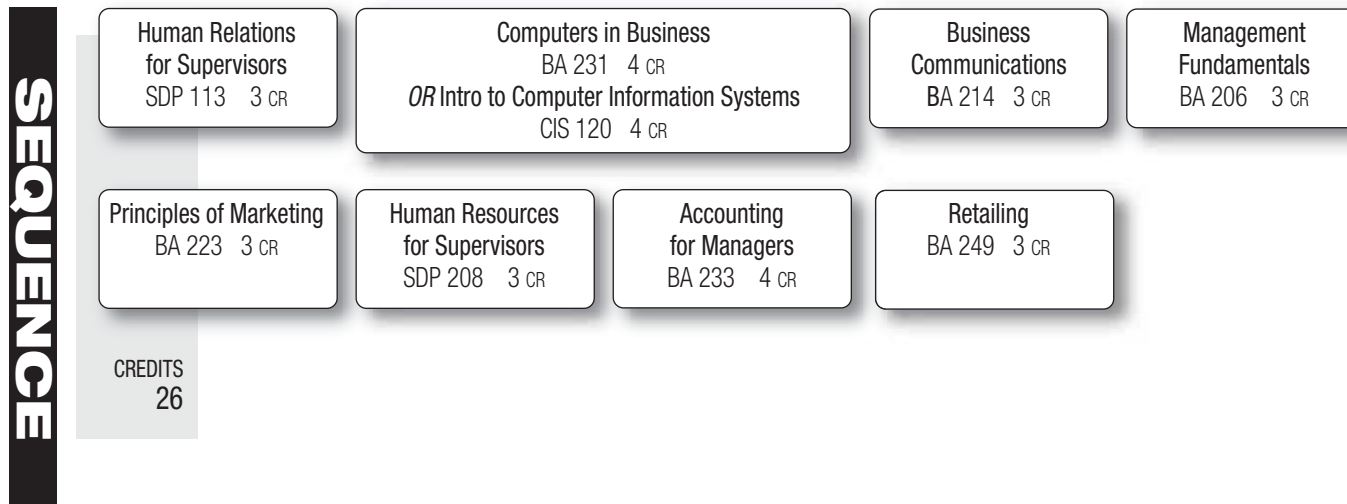 SEQUENCE
Human Relations
for Supervisors
SDP 113 3 CR
Computers in Business
BA 231 4 CR
OR Intro to Computer Information Systems
CIS 120 4 CR
Business
Communications
BA 214 3 CR
Management
Fundamentals
BA 206 3 CR
Principles of Marketing
BA 223 3 CR
Human Resources
for Supervisors
SDP 208 3 CR
Accounting
for Managers
BA 233 4 CR
Retailing
BA 249 3 CR
CREDITS
26